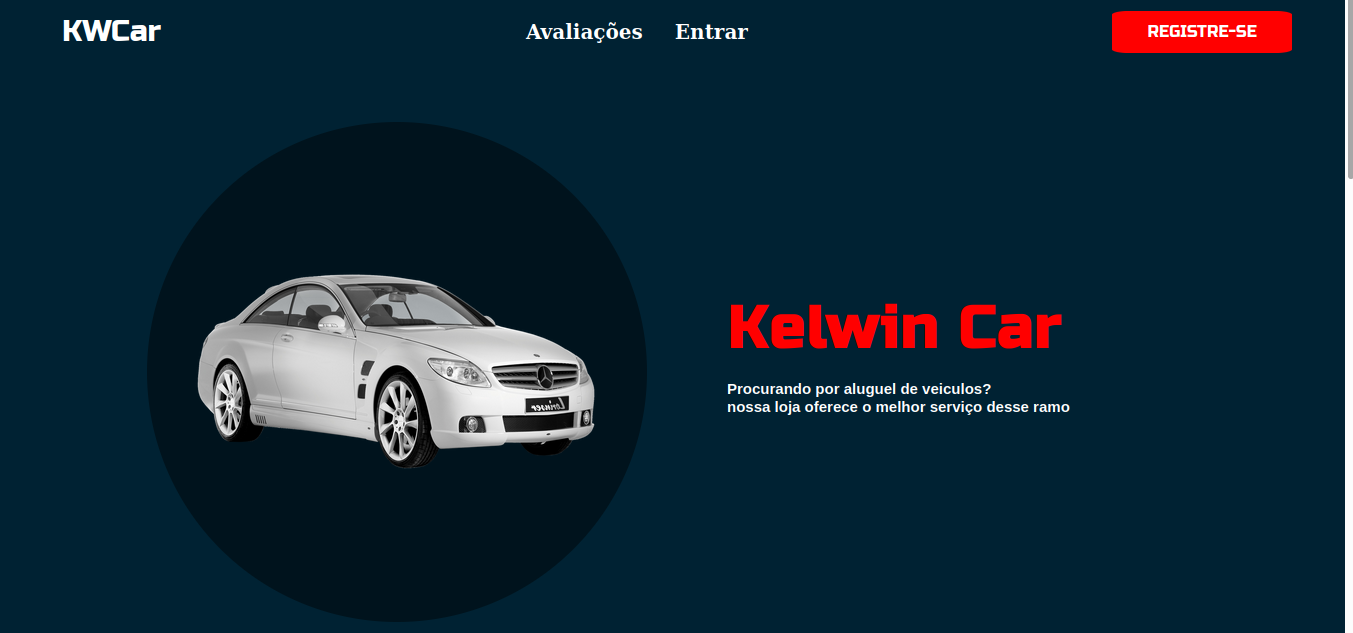 KWCar
Avaliações
Entrar
REGISTRE-SE
Kelwin Car
Procurando por aluguel de veiculos?
nossa loja oferece o melhor serviço desse ramo
Lorinser